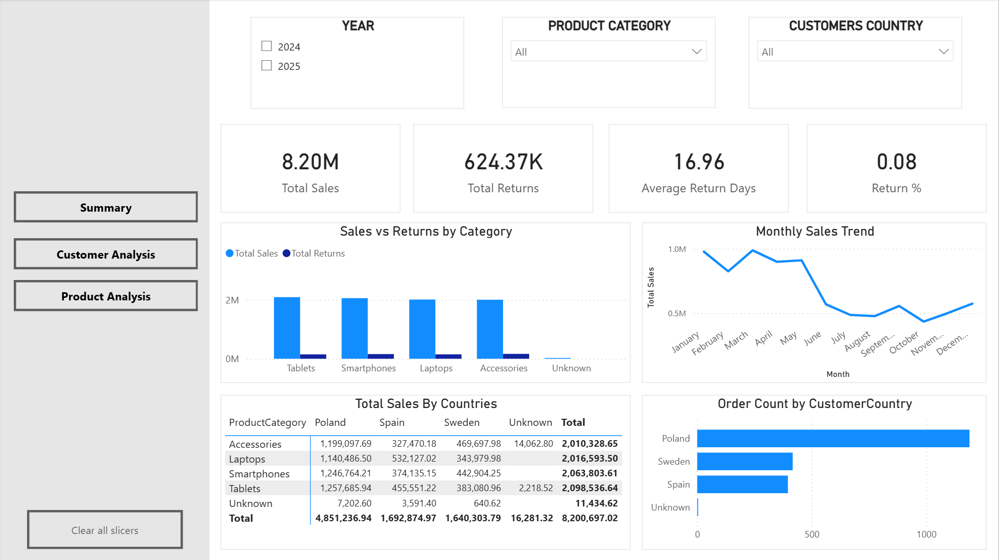 YEAR
2024
2025
PRODUCT CATEGORY
All
CUSTOMERS COUNTRY
All
8.20M
Total Sales
624.37K
Total Returns
16.96
Average Return Days
0.08
Return %
Summary
Customer Analysis
Product Analysis
Clear all slicers
Sales vs Returns by Category
Total Sales Total Returns
2M
0M
Tablets Smartphones Laptops Accessories Unknown
Monthly Sales Trend
Total Sales
1.0M
0.5M
January February March April May June July August Septem... October Novem... Decem...
Month
Total Sales By Countries
ProductCategory Poland Spain Sweden Unknown Total
Accessories 1,199,097.69 327,470.18 469,697.98 14,062.80 2,010,328.65
Laptops 1,140,486.50 532,127.02 343,979.98 2,016,593.50
Smartphones 1,246,764.21 374,135.15 442,904.25 2,063,803.61
Tablets 1,257,685.94 455,551.22 383,080.96 2,218.52 2,098,536.64
Unknown 7,202.60 3,591.40 640.62 11,434.62
Total 4,851,236.94 1,692,874.97 1,640,303.79 16,281.32 8,200,697.02
Order Count by CustomerCountry
Poland
Sweden
Spain
Unknown
0 500 1000